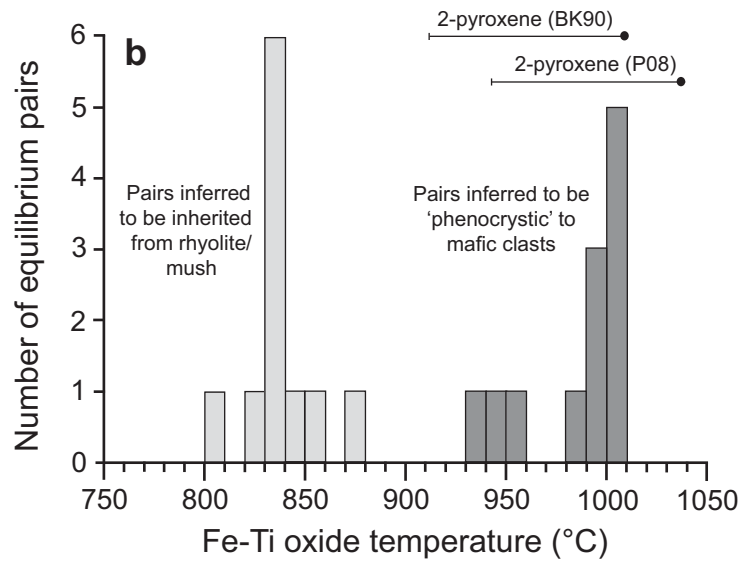 2-pyroxene (BK90)
b
2-pyroxene (P08)
6
5
4
3
2
1
0
Number of equilibrium pairs
Pairs inferred
to be inherited
from rhyolite/
mush
Pairs inferred to be
‘phenocrystic’ to
mafic clasts
750 800 850 900 950 1000 1050
Fe-Ti oxide temperature (°C)